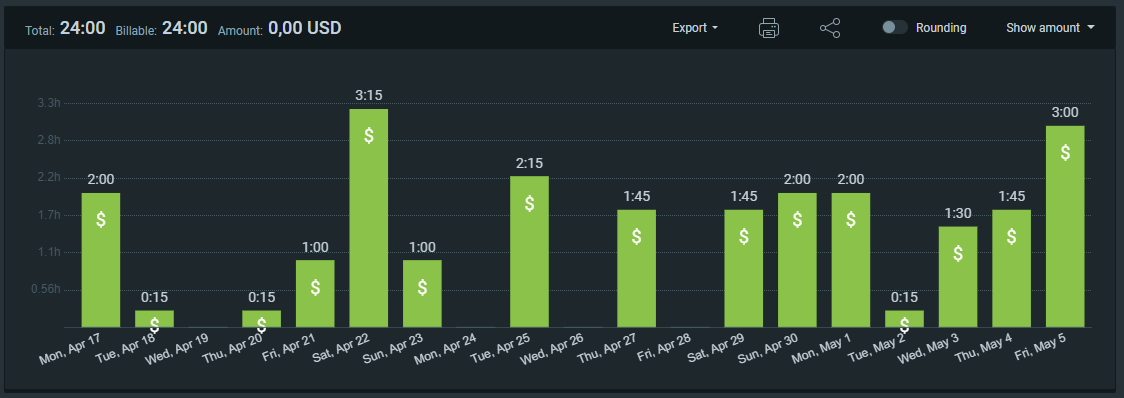 Total: 24:00 Billable: 24:00 Amount: 0,00 USD Export Rounding Show amount
3:15
3.3h
3:00
2.8h
2:15
2:00 2:00 2:00
2.2h
1:45 1:45 1:45
1.7h
1:30
1:00 1:00
1.1h
0:15 0:15 0:15
0.56h
$ $ $ $ $ $ $ $ $ $ $ $ $ $ $
Mon, Apr 17 Tue, Apr 18 Wed, Apr 19 Thu, Apr 20 Fri, Apr 21 Sat, Apr 22 Sun, Apr 23 Mon, Apr 24 Tue, Apr 25 Wed, Apr 26 Thu, Apr 27 Fri, Apr 28 Sat, Apr 29 Sun, Apr 30 Mon, May 1 Tue, May 2 Wed, May 3 Thu, May 4 Fri, May 5